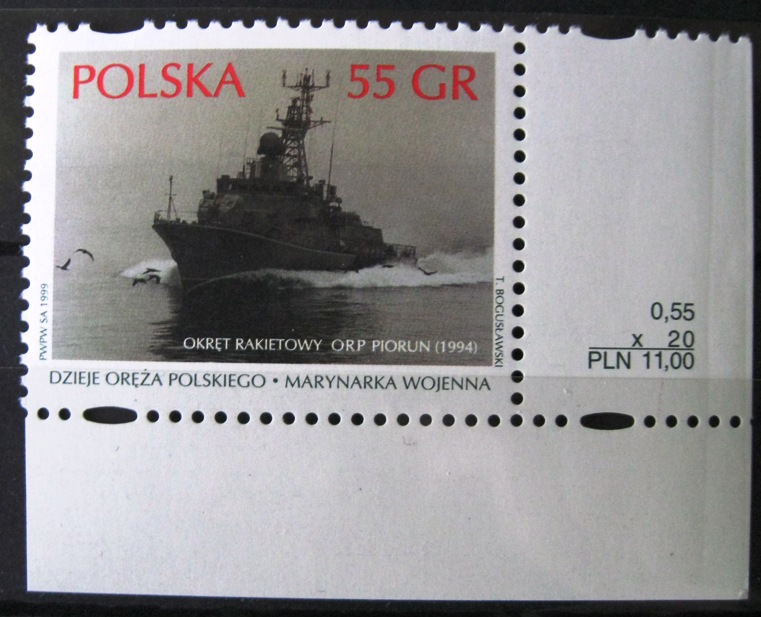 POLSKA 55 GR
PWPW SA 1999
T. BOGUSŁAWSKI
OKRĘT RAKIETOWY ORP PIORUN (1994)
DZIEJE ORĘŻA POLSKIEGO • MARYNARKA WOJENNA
0,55
x 20
PLN 11,00